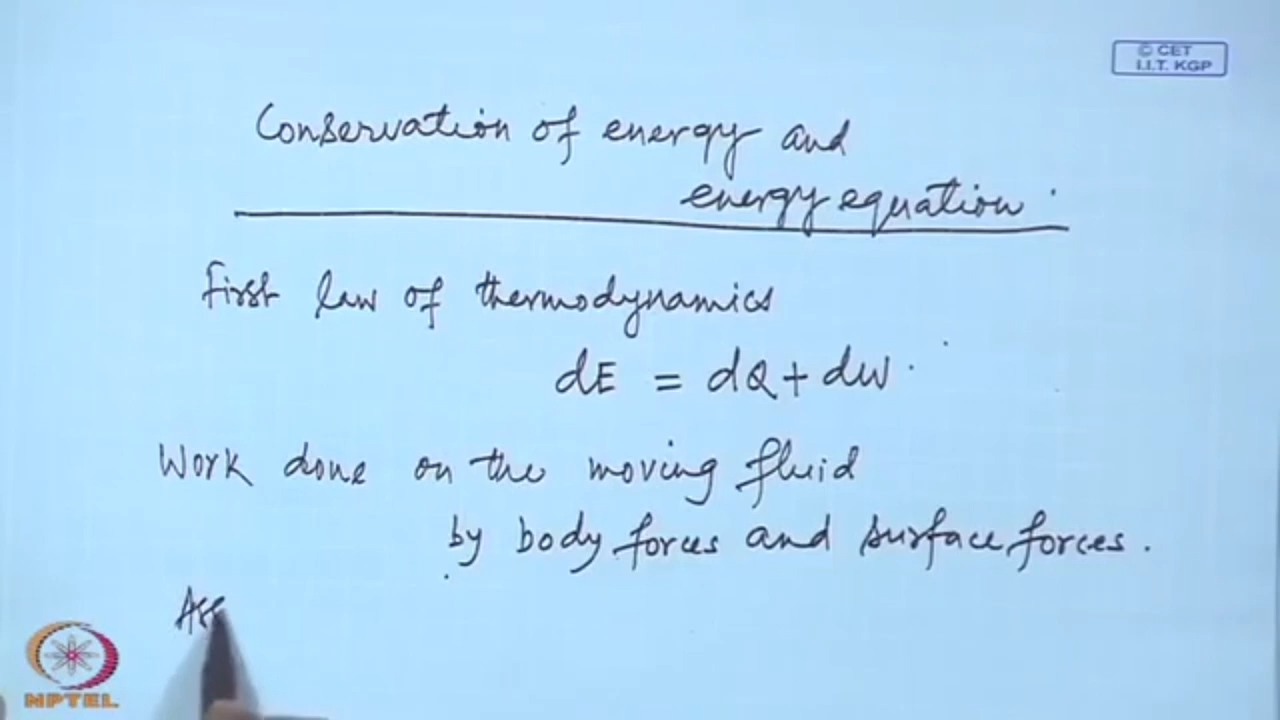 © CET
I.I.T. KGP
Conservation of energy and
energy equation.
First law of thermodynamics
dE = dQ + dW.
Work done on the moving fluid
by body forces and surface forces.
Ass
NPTEL